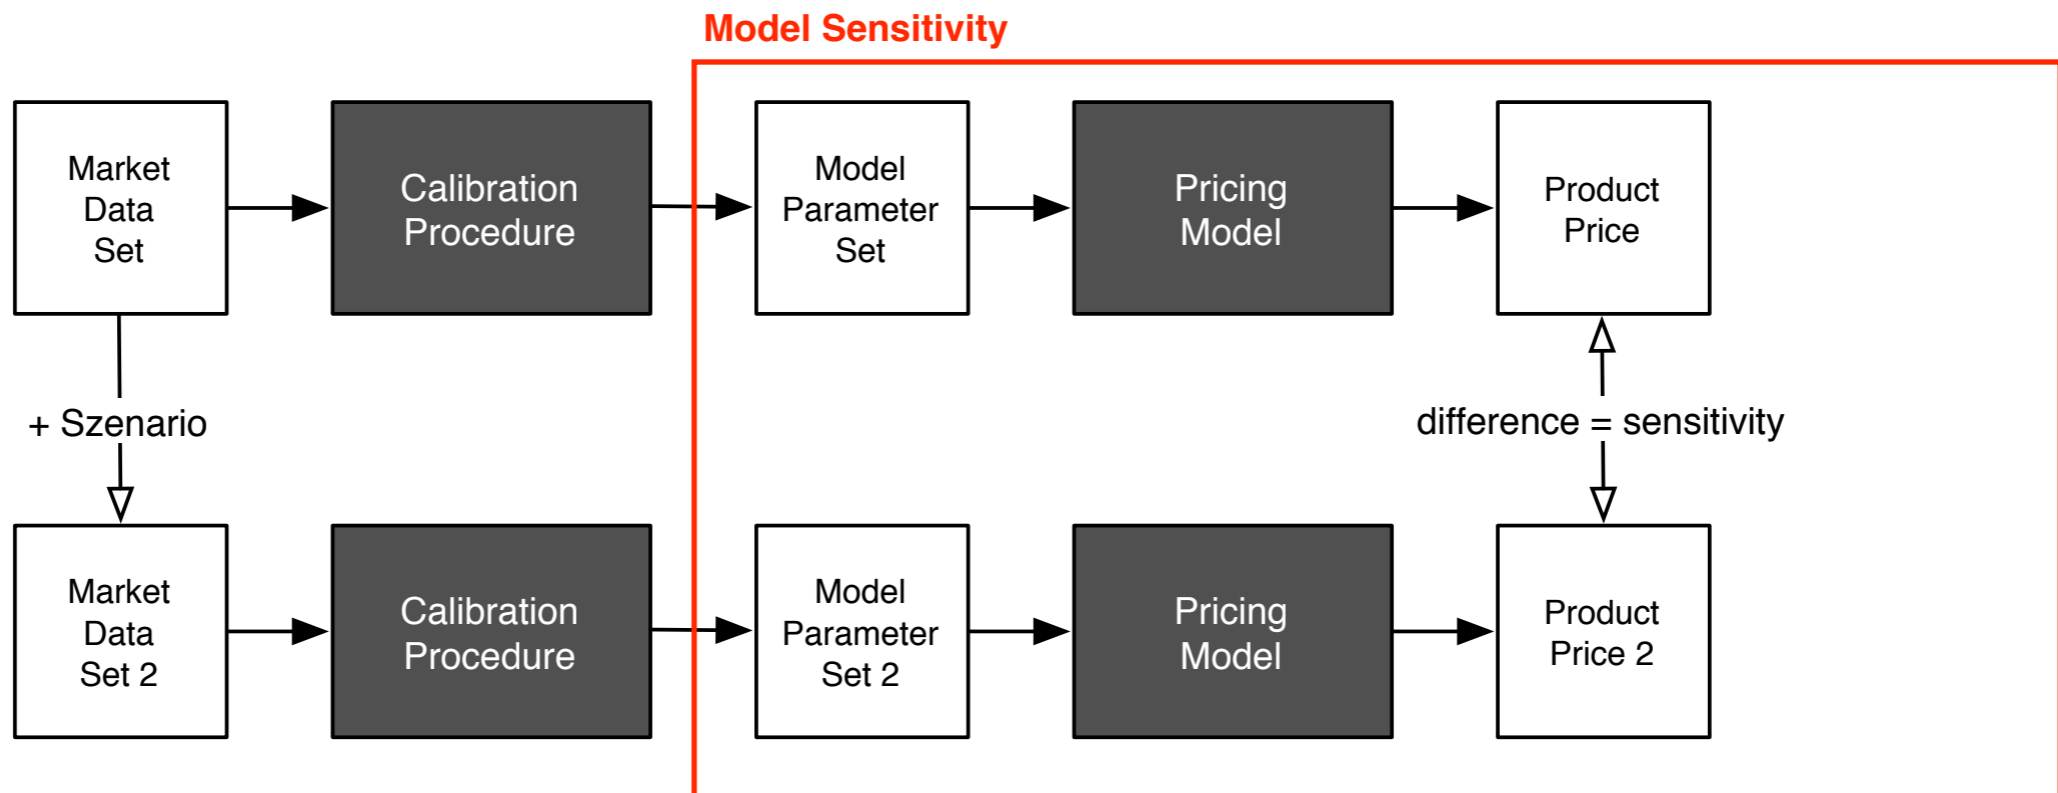 Model Sensitivity
Market
Data
Set
Calibration
Procedure
Model
Parameter
Set
Pricing
Model
Product
Price
+ Szenario
difference = sensitivity
Market
Data
Set 2
Calibration
Procedure
Model
Parameter
Set 2
Pricing
Model
Product
Price 2